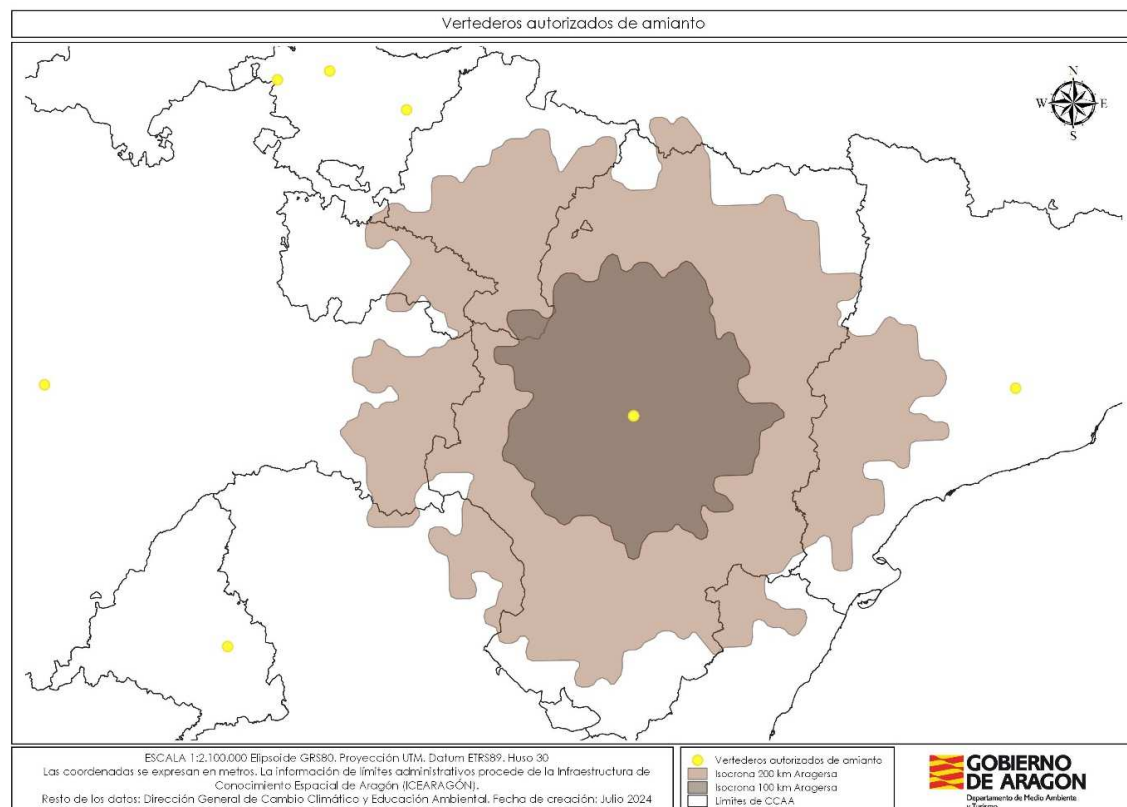 Vertederos autorizados de amianto
N
W E
S
ESCALA 1:2.100.000 Elipsoide GRS80. Proyección UTM. Datum ETRS89. Huso 30
Las coordenadas se expresan en metros. La información de límites administrativos procede de la Infraestructura de
Conocimiento Espacial de Aragón (ICEARAGÓN).
Resto de los datos: Dirección General de Cambio Climático y Educación Ambiental. Fecha de creación: Julio 2024
Vertederos autorizados de amianto
Isocrona 200 km Aragersa
Isocrona 100 km Aragersa
Límites de CCAA
GOBIERNO
DE ARAGON
Departamento de Medio Ambiente
y Turismo